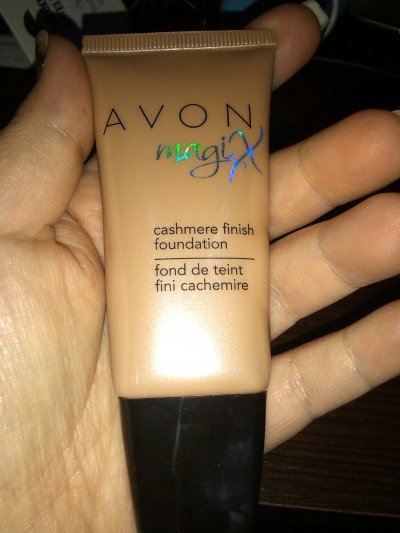 AVON
magiX
cashmere finish
foundation
fond de teint
fini cachemire